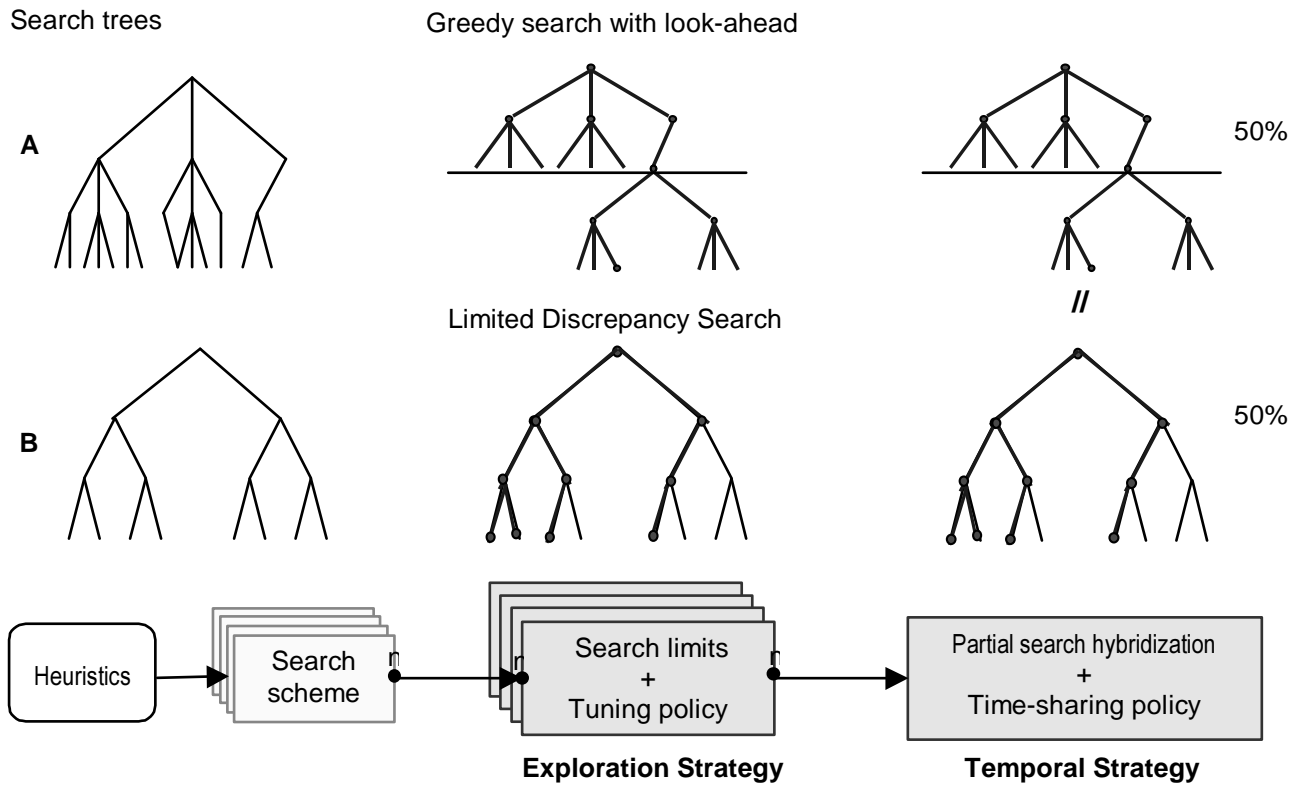 Search trees
Greedy search with look-ahead
A
50%
//
Limited Discrepancy Search
B
50%
Heuristics
Search
scheme
n
n
Search limits
+
Tuning policy
n
Partial search hybridization
+
Time-sharing policy
Exploration Strategy
Temporal Strategy